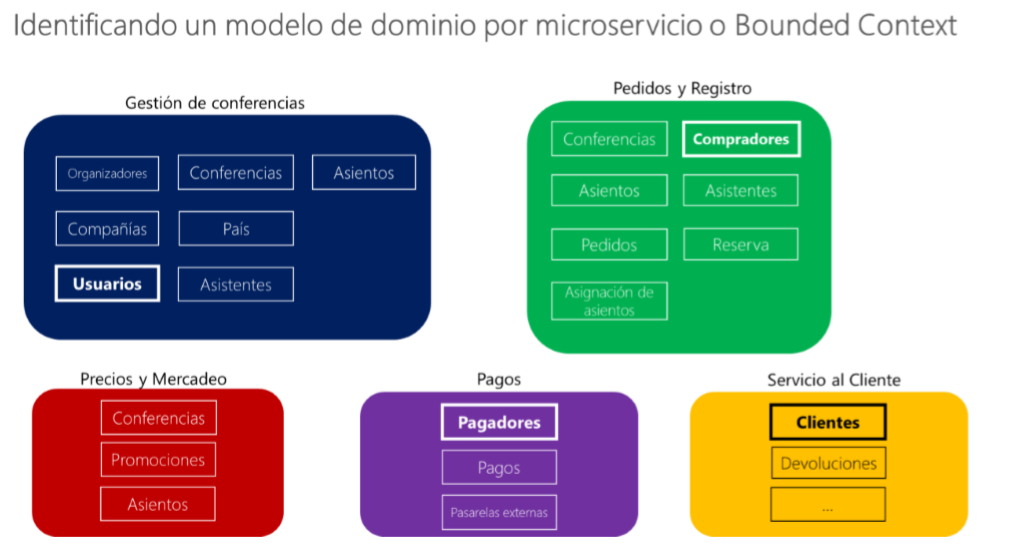 Identificando un modelo de dominio por microservicio o Bounded Context
Gestión de conferencias
Organizadores
Conferencias
Asientos
Compañías
País
Usuarios
Asistentes
Pedidos y Registro
Conferencias
Compradores
Asientos
Asistentes
Pedidos
Reserva
Asignación de
asientos
Precios y Mercadeo
Conferencias
Promociones
Asientos
Pagos
Pagadores
Pagos
Pasarelas externas
Servicio al Cliente
Clientes
Devoluciones
...